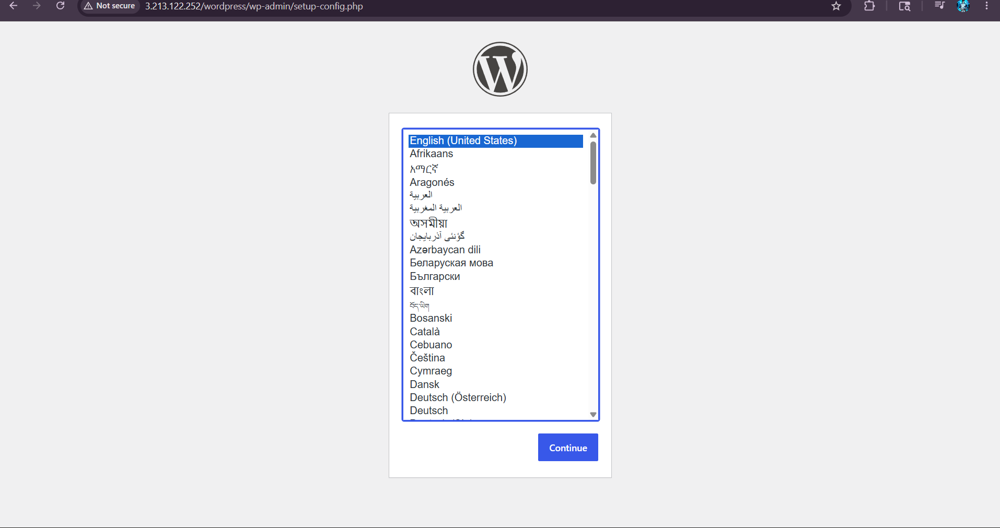 Not secure
3.213.122.252/wordpress/wp-admin/setup-config.php
English (United States)
Afrikaans
አማርኛ
Aragonés
العربية
العربية المغربية
অসমীয়া
گؤنئی آذربایجان
Azərbaycan dili
Беларуская мова
Български
বাংলা
བོད་ཡིག
Bosanski
Català
Cebuano
Čeština
Cymraeg
Dansk
Deutsch (Österreich)
Deutsch
Continue